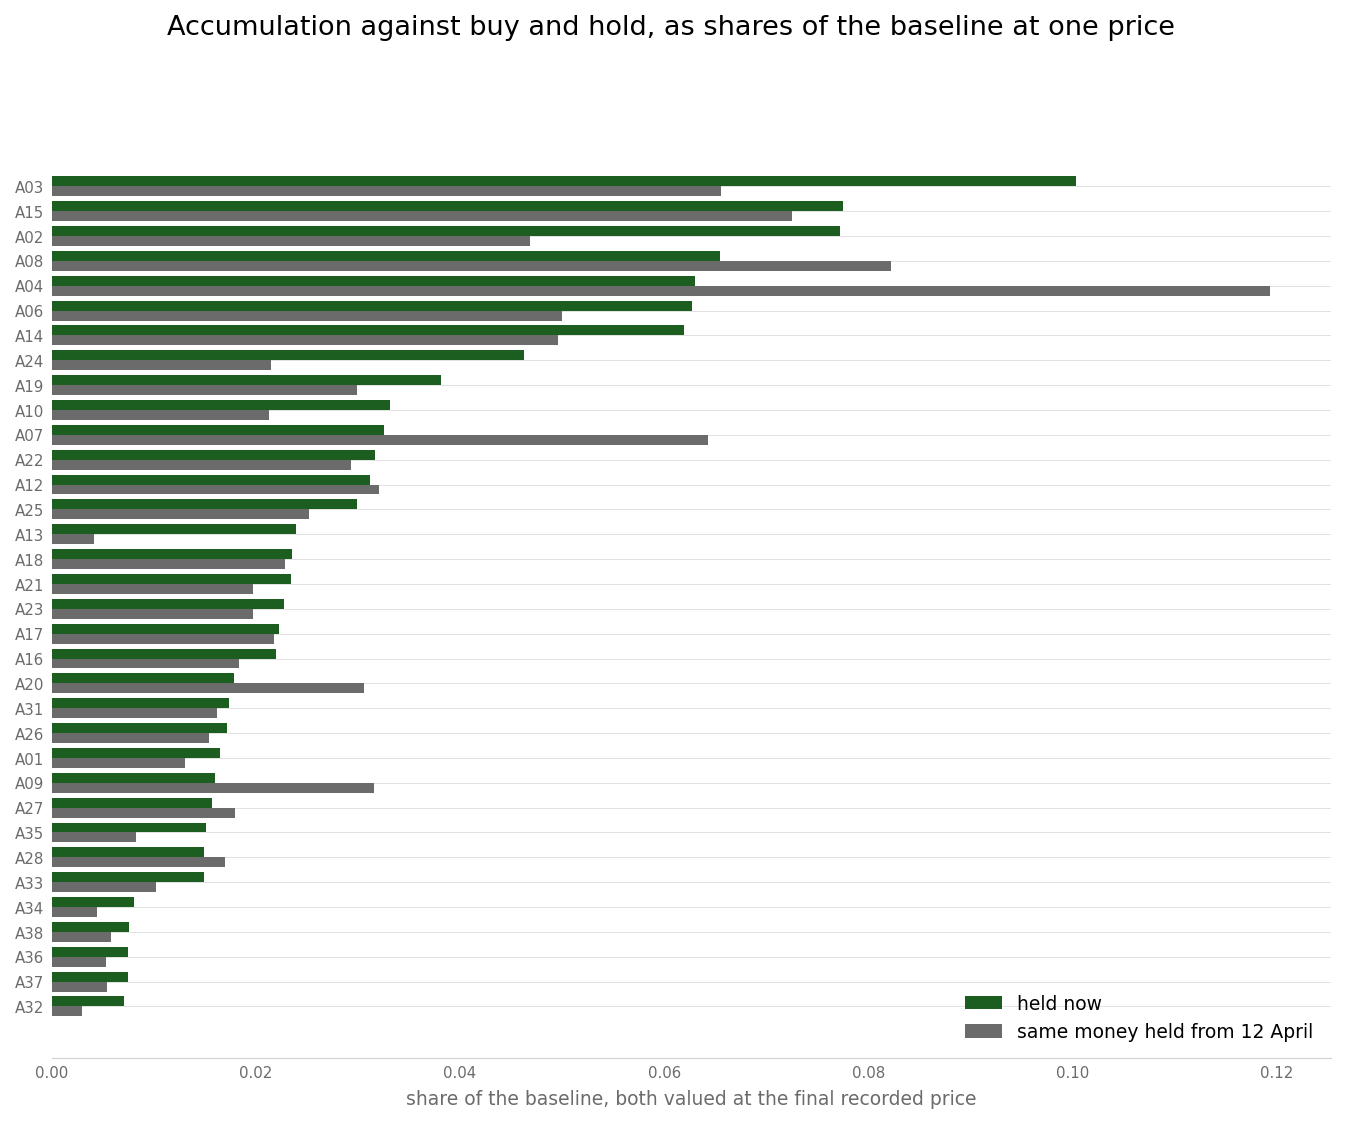 Accumulation against buy and hold, as shares of the baseline at one price
A03
A15
A02
A08
A04
A06
A14
A24
A19
A10
A07
A22
A12
A25
A13
A18
A21
A23
A17
A16
A20
A31
A26
A01
A09
A27
A35
A28
A33
A34
A38
A36
A37
A32
held now
same money held from 12 April
0.00 0.02 0.04 0.06 0.08 0.10 0.12
share of the baseline, both valued at the final recorded price